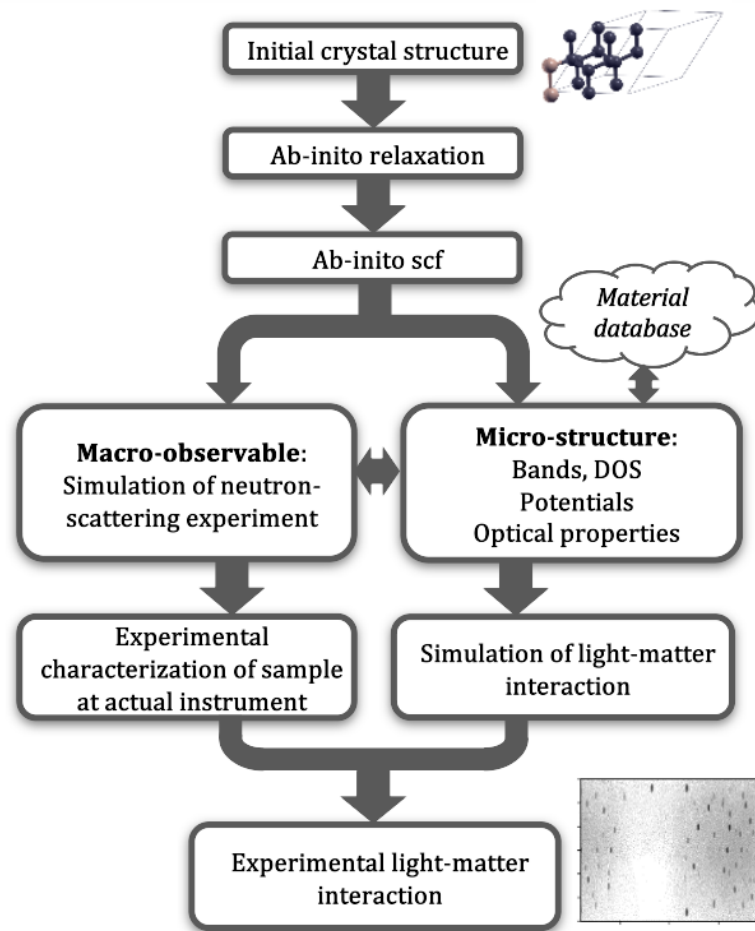 Initial crystal structure
Ab-inito relaxation
Ab-inito scf
Material
database
Macro-observable:
Simulation of neutron-
scattering experiment
Micro-structure:
Bands, DOS
Potentials
Optical properties
Experimental
characterization of sample
at actual instrument
Simulation of light-matter
interaction
Experimental light-matter
interaction